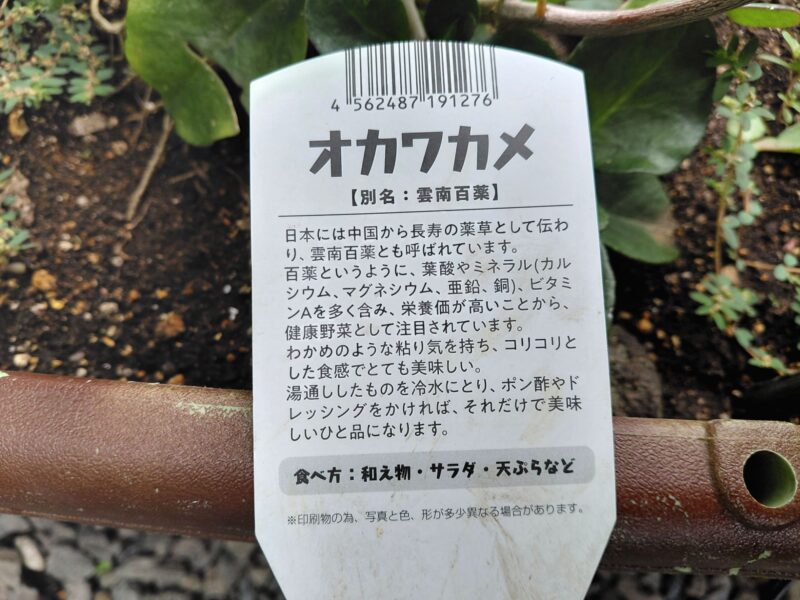 4 562487 191276
オカワカメ
【別名：雲南百薬】
日本には中国から長寿の薬草として伝わ
り、雲南百薬とも呼ばれています。
百薬というように、葉酸やミネラル(カル
シウム、マグネシウム、亜鉛、銅)、ビタミ
ンAを多く含み、栄養価が高いことから、
健康野菜として注目されています。
わかめのような粘り気を持ち、コリコリと
した食感でとても美味しい。
湯通ししたものを冷水にとり、ポン酢やド
レッシングをかければ、それだけで美味
しいひと品になります。
食べ方：和え物・サラダ・天ぷらなど
※印刷物の為、写真と色、形が多少異なる場合があります。